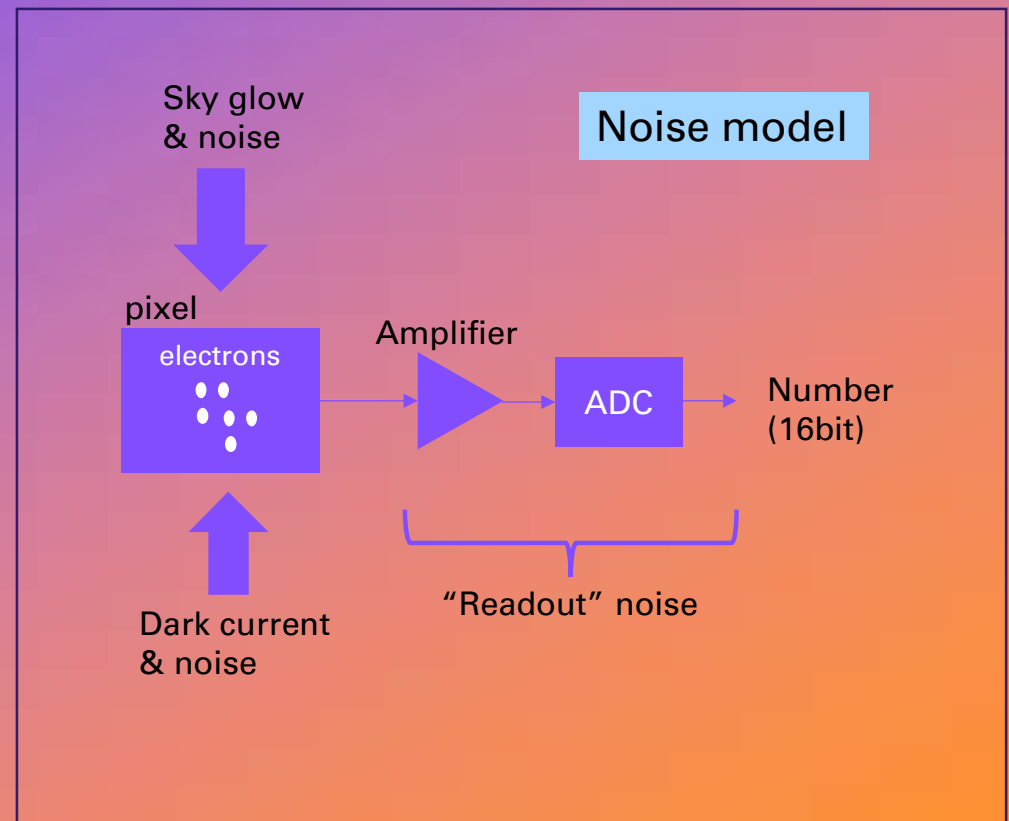 Sky glow
& noise
Noise model
pixel
electrons
Amplifier
ADC
Number
(16bit)
“Readout” noise
Dark current
& noise